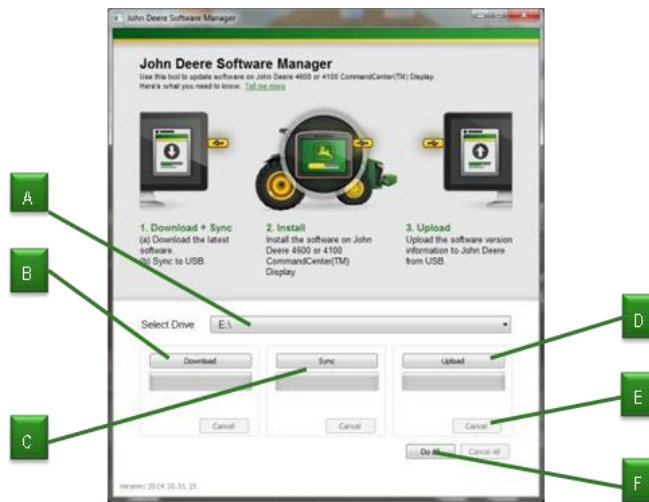 John Deere Software Manager
John Deere Software Manager
Use this tool to update software on John Deere 4600 or 4100 CommandCenter(TM) Display.
Here's what you need to know. Tell me more
1. Download + Sync
(a) Download the latest
software.
(b) Sync to USB.
2. Install
Install the software on John
Deere 4600 or 4100
CommandCenter(TM)
Display.
3. Upload
Upload the software version
information to John Deere
from USB.
A
B
Select Drive E:\
D
Download Sync Upload
E
C
Cancel Cancel Cancel
Do All Cancel All
F
Version: 2014.10.31.15